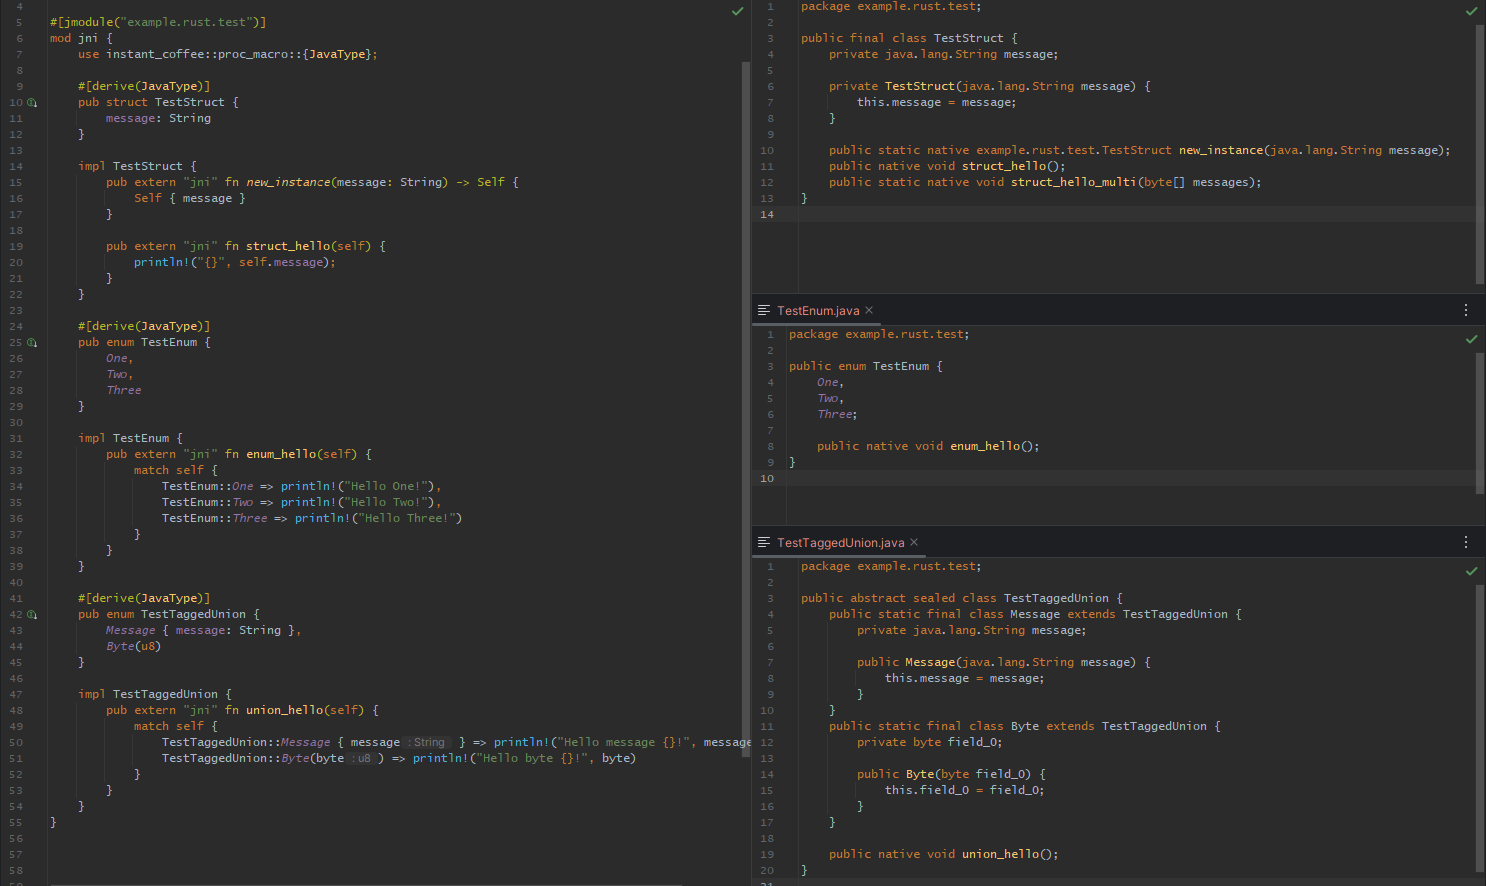 4
5 #[jmodule("example.rust.test")]
6 mod jni {
7 use instant_coffee::proc_macro::{JavaType};
8
9 #[derive(JavaType)]
10 pub struct TestStruct {
11 message: String
12 }
13
14 impl TestStruct {
15 pub extern "jni" fn new_instance(message: String) -> Self {
16 Self { message }
17 }
18
19 pub extern "jni" fn struct_hello(self) {
20 println!("{}", self.message);
21 }
22 }
23
24 #[derive(JavaType)]
25 pub enum TestEnum {
26 One,
27 Two,
28 Three
29 }
30
31 impl TestEnum {
32 pub extern "jni" fn enum_hello(self) {
33 match self {
34 TestEnum::One => println!("Hello One!"),
35 TestEnum::Two => println!("Hello Two!"),
36 TestEnum::Three => println!("Hello Three!")
37 }
38 }
39 }
40
41 #[derive(JavaType)]
42 pub enum TestTaggedUnion {
43 Message { message: String },
44 Byte(u8)
45 }
46
47 impl TestTaggedUnion {
48 pub extern "jni" fn union_hello(self) {
49 match self {
50 TestTaggedUnion::Message { message : String } => println!("Hello message {}!", message
51 TestTaggedUnion::Byte(byte : u8 ) => println!("Hello byte {}!", byte)
52 }
53 }
54 }
55 }
56
57
58
1 package example.rust.test;
2
3 public final class TestStruct {
4 private java.lang.String message;
5
6 private TestStruct(java.lang.String message) {
7 this.message = message;
8 }
9
10 public static native example.rust.test.TestStruct new_instance(java.lang.String message);
11 public native void struct_hello();
12 public static native void struct_hello_multi(byte[] messages);
13 }
14
TestEnum.java
1 package example.rust.test;
2
3 public enum TestEnum {
4 One,
5 Two,
6 Three;
7
8 public native void enum_hello();
9 }
10
TestTaggedUnion.java
1 package example.rust.test;
2
3 public abstract sealed class TestTaggedUnion {
4 public static final class Message extends TestTaggedUnion {
5 private java.lang.String message;
6
7 public Message(java.lang.String message) {
8 this.message = message;
9 }
10 }
11 public static final class Byte extends TestTaggedUnion {
12 private byte field_0;
13
14 public Byte(byte field_0) {
15 this.field_0 = field_0;
16 }
17 }
18
19 public native void union_hello();
20 }